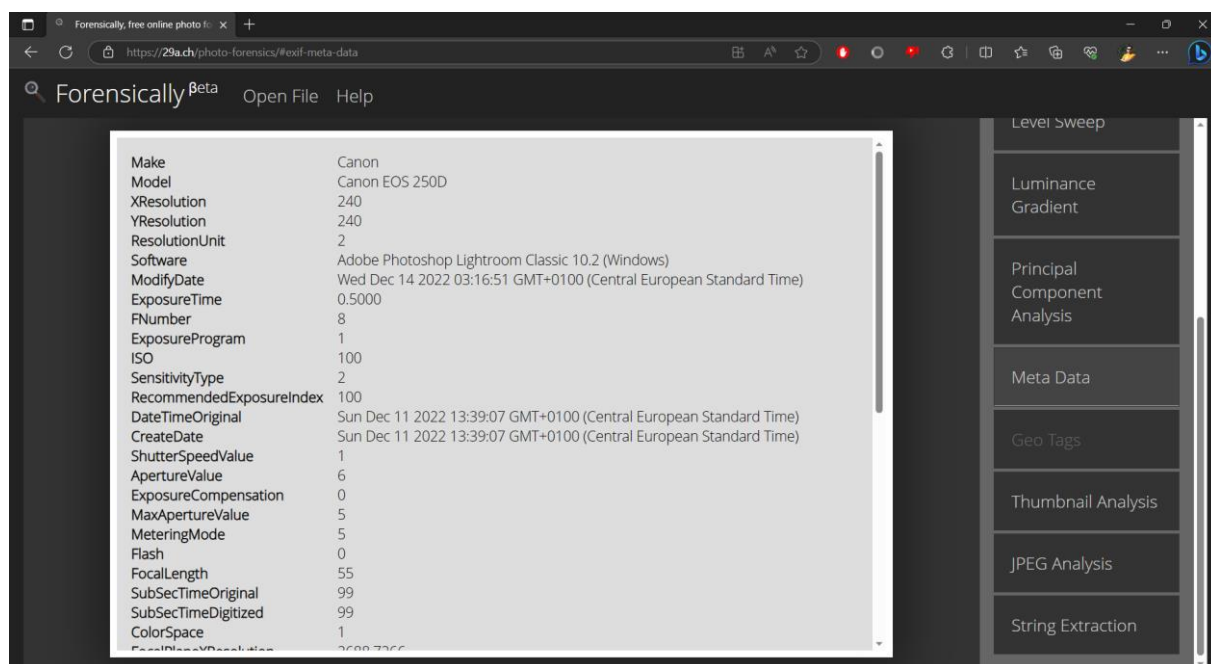 Forensically, free online photo fo
https://29a.ch/photo-forensics/#exif-meta-data
Forensically βeta Open File Help
Make Canon
Model Canon EOS 250D
XResolution 240
YResolution 240
ResolutionUnit 2
Software Adobe Photoshop Lightroom Classic 10.2 (Windows)
ModifyDate Wed Dec 14 2022 03:16:51 GMT+0100 (Central European Standard Time)
ExposureTime 0.5000
FNumber 8
ExposureProgram 1
ISO 100
SensitivityType 2
RecommendedExposureIndex 100
DateTimeOriginal Sun Dec 11 2022 13:39:07 GMT+0100 (Central European Standard Time)
CreateDate Sun Dec 11 2022 13:39:07 GMT+0100 (Central European Standard Time)
ShutterSpeedValue 1
ApertureValue 6
ExposureCompensation 0
MaxApertureValue 5
MeteringMode 5
Flash 0
FocalLength 55
SubSecTimeOriginal 99
SubSecTimeDigitized 99
ColorSpace 1
Level Sweep
Luminance
Gradient
Principal
Component
Analysis
Meta Data
Geo Tags
Thumbnail Analysis
JPEG Analysis
String Extraction